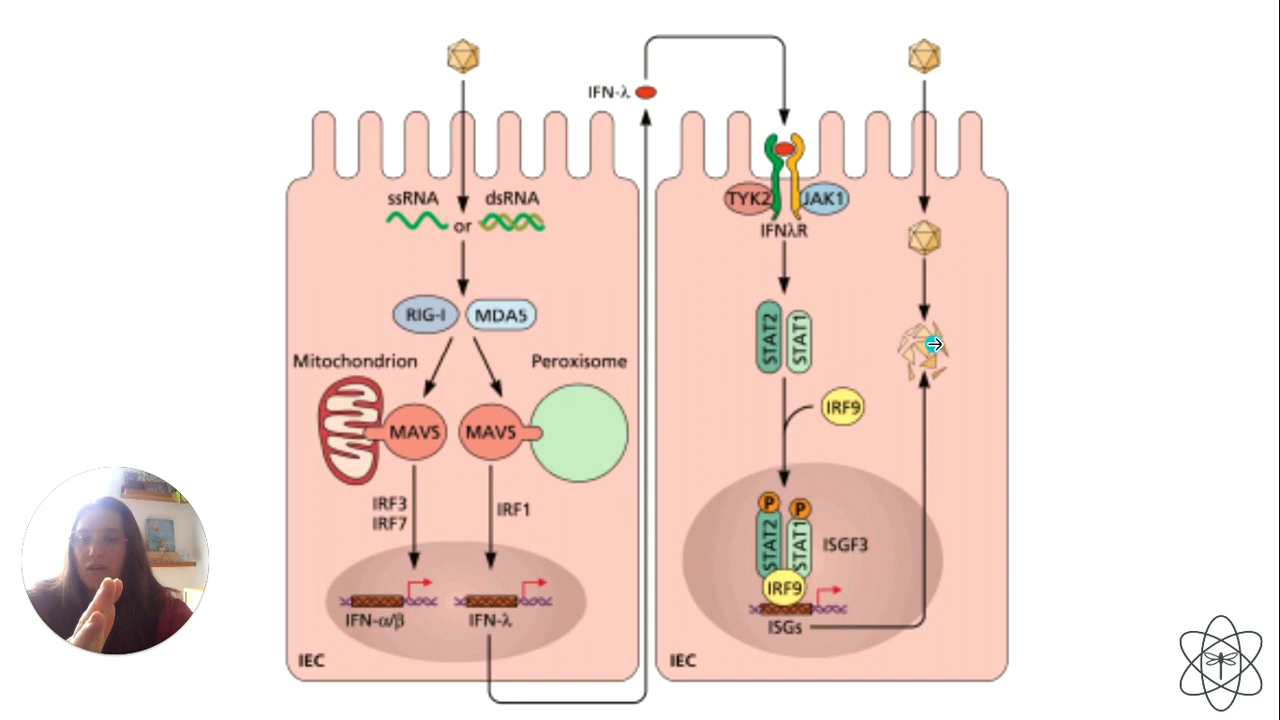 IFN-λ
ssRNA
dsRNA
or
RIG-I
MDA5
Mitochondrion
Peroxisome
MAVS
MAVS
IRF3
IRF7
IRF1
IFN-α/β
IFN-λ
IEC
TYK2
JAK1
IFNλR
STAT2
STAT1
IRF9
P
P
STAT2
STAT1
ISGF3
IRF9
ISGs
IEC